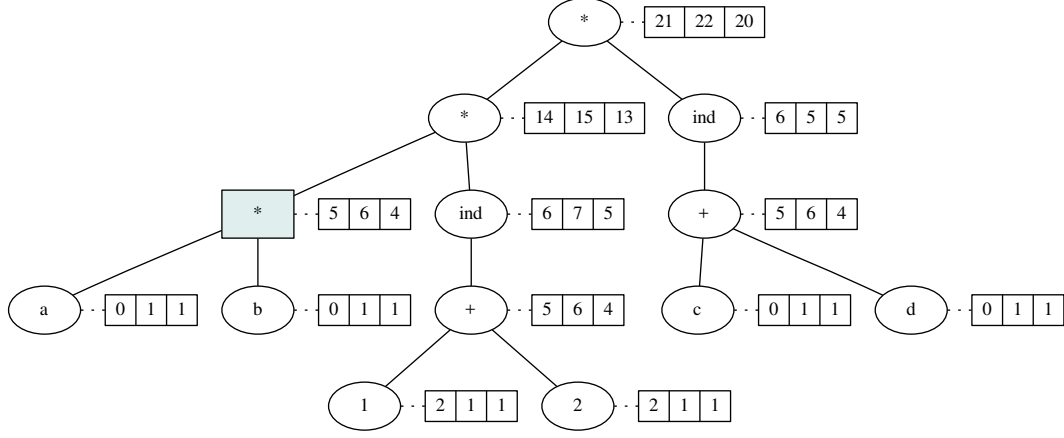 * 21 22 20
* 14 15 13 ind 6 5 5
* 5 6 4 ind 6 7 5 + 5 6 4
a 0 1 1 b 0 1 1 + 5 6 4 c 0 1 1 d 0 1 1
1 2 1 1 2 2 1 1